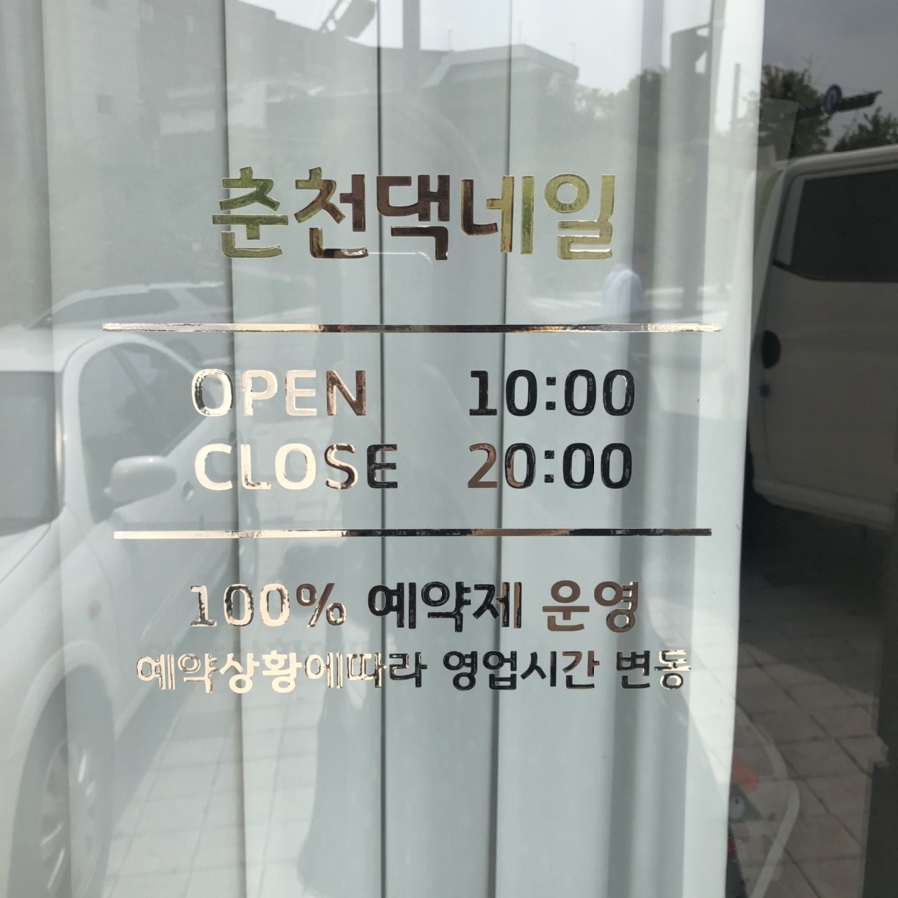 춘천댁네일
OPEN 10:00
CLOSE 20:00
100% 예약제 운영
예약상황에따라 영업시간 변동